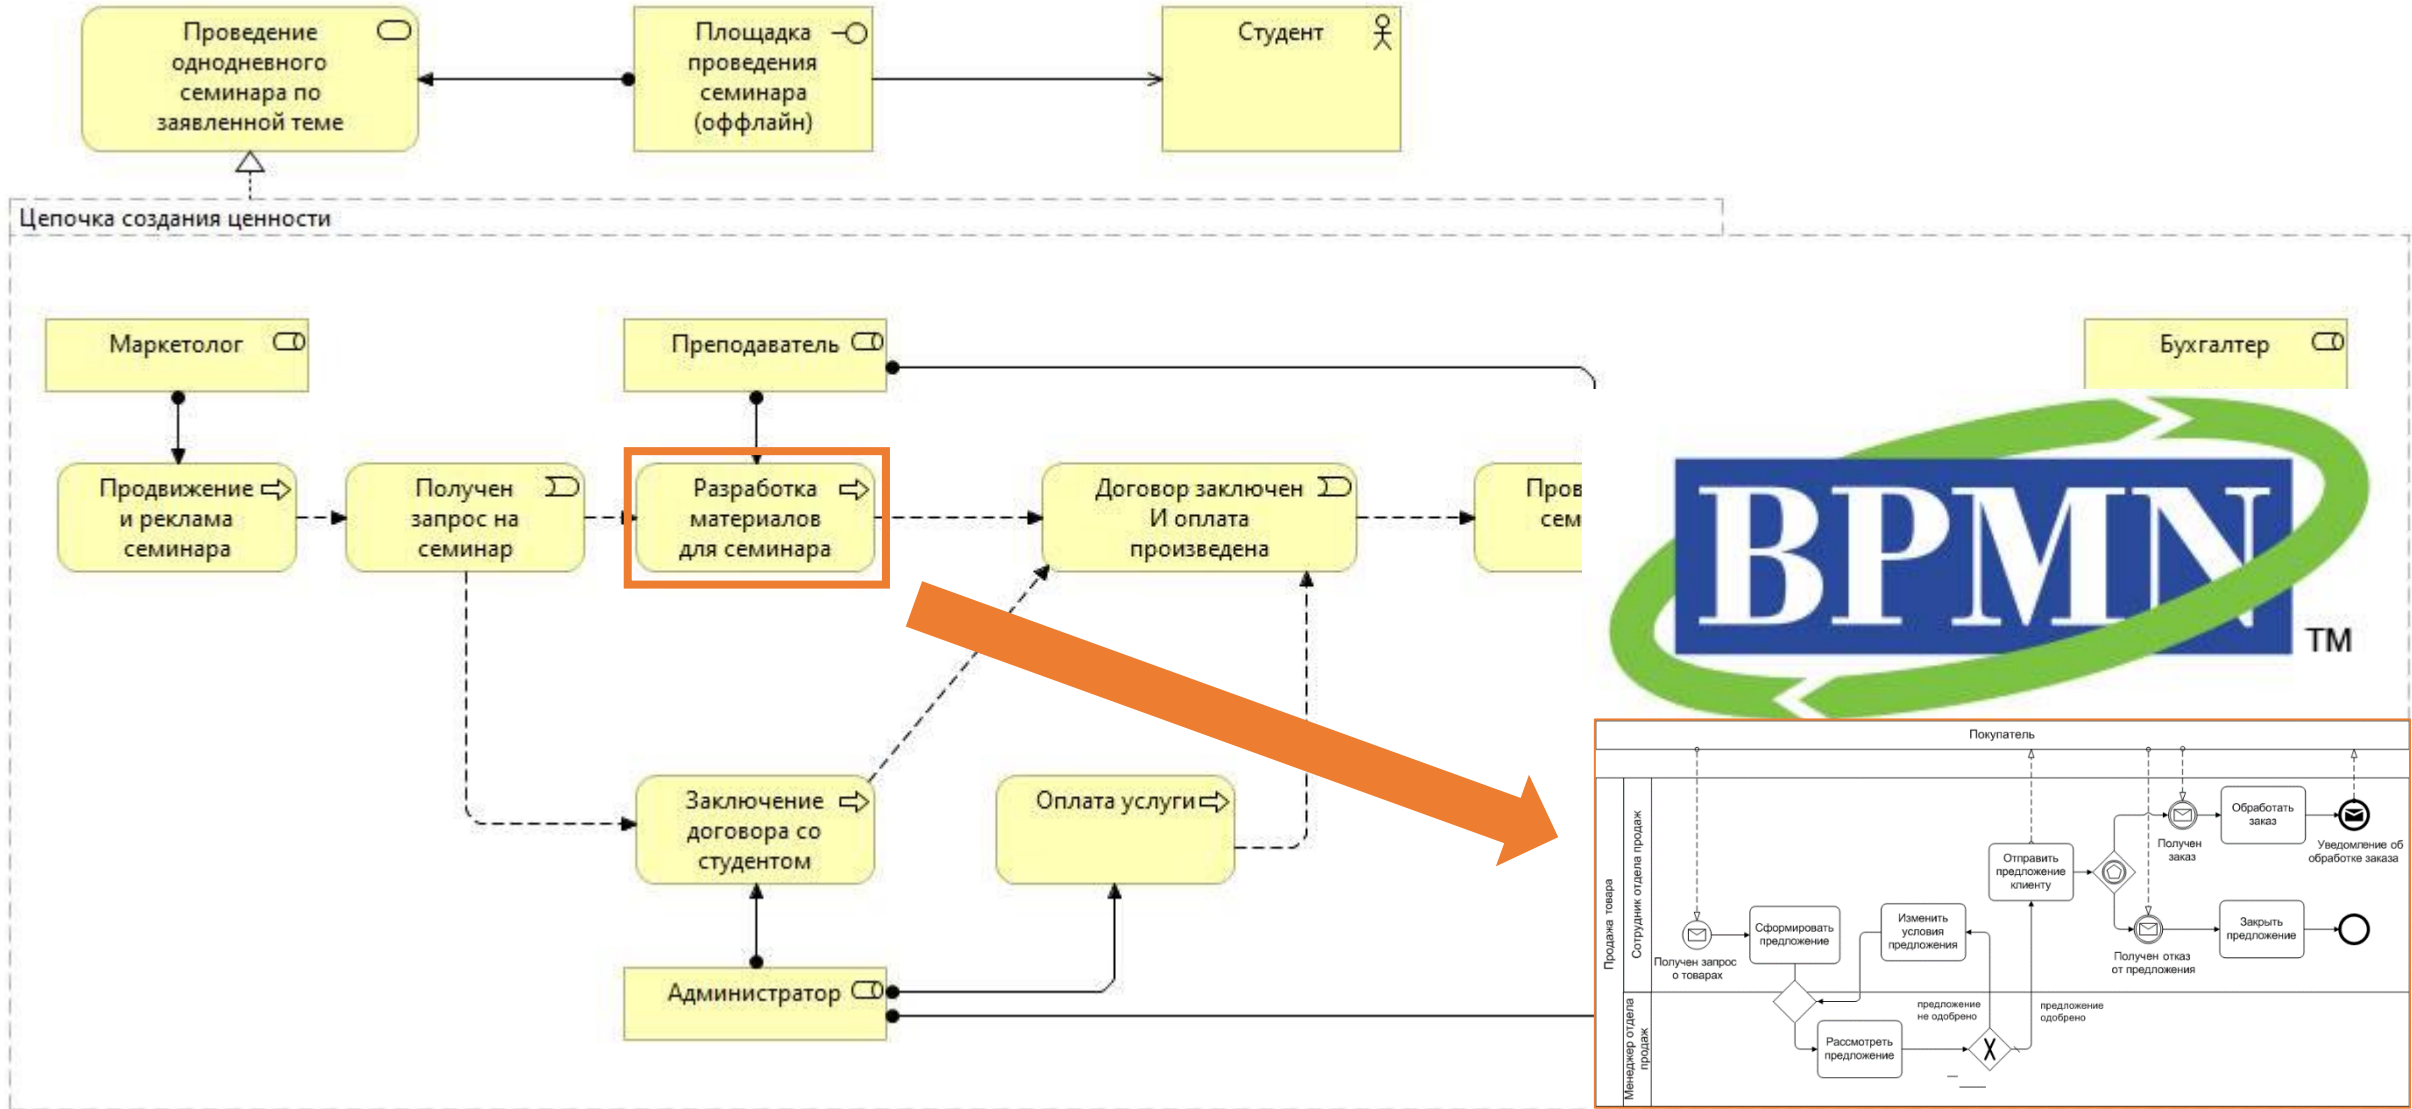 Проведение
однодневного
семинара по
заявленной теме
Площадка
проведения
семинара
(оффлайн)
Студент
Цепочка создания ценности
Маркетолог
Преподаватель
Бухгалтер
Продвижение
и реклама
семинара
Получен
запрос на
семинар
Разработка
материалов
для семинара
Договор заключен
И оплата
произведена
Пров
сем
BPMN
TM
Заключение
договора со
студентом
Оплата услуги
Администратор
Покупатель
Продажа товара
Сотрудник отдела продаж
Менеджер отдела
продаж
Получен запрос
о товарах
Сформировать
предложение
Изменить
условия
предложения
Отправить
предложение
клиенту
Получен
заказ
Обработать
заказ
Уведомление об
обработке заказа
Получен отказ
от предложения
Закрыть
предложение
Рассмотреть
предложение
предложение
не одобрено
предложение
одобрено